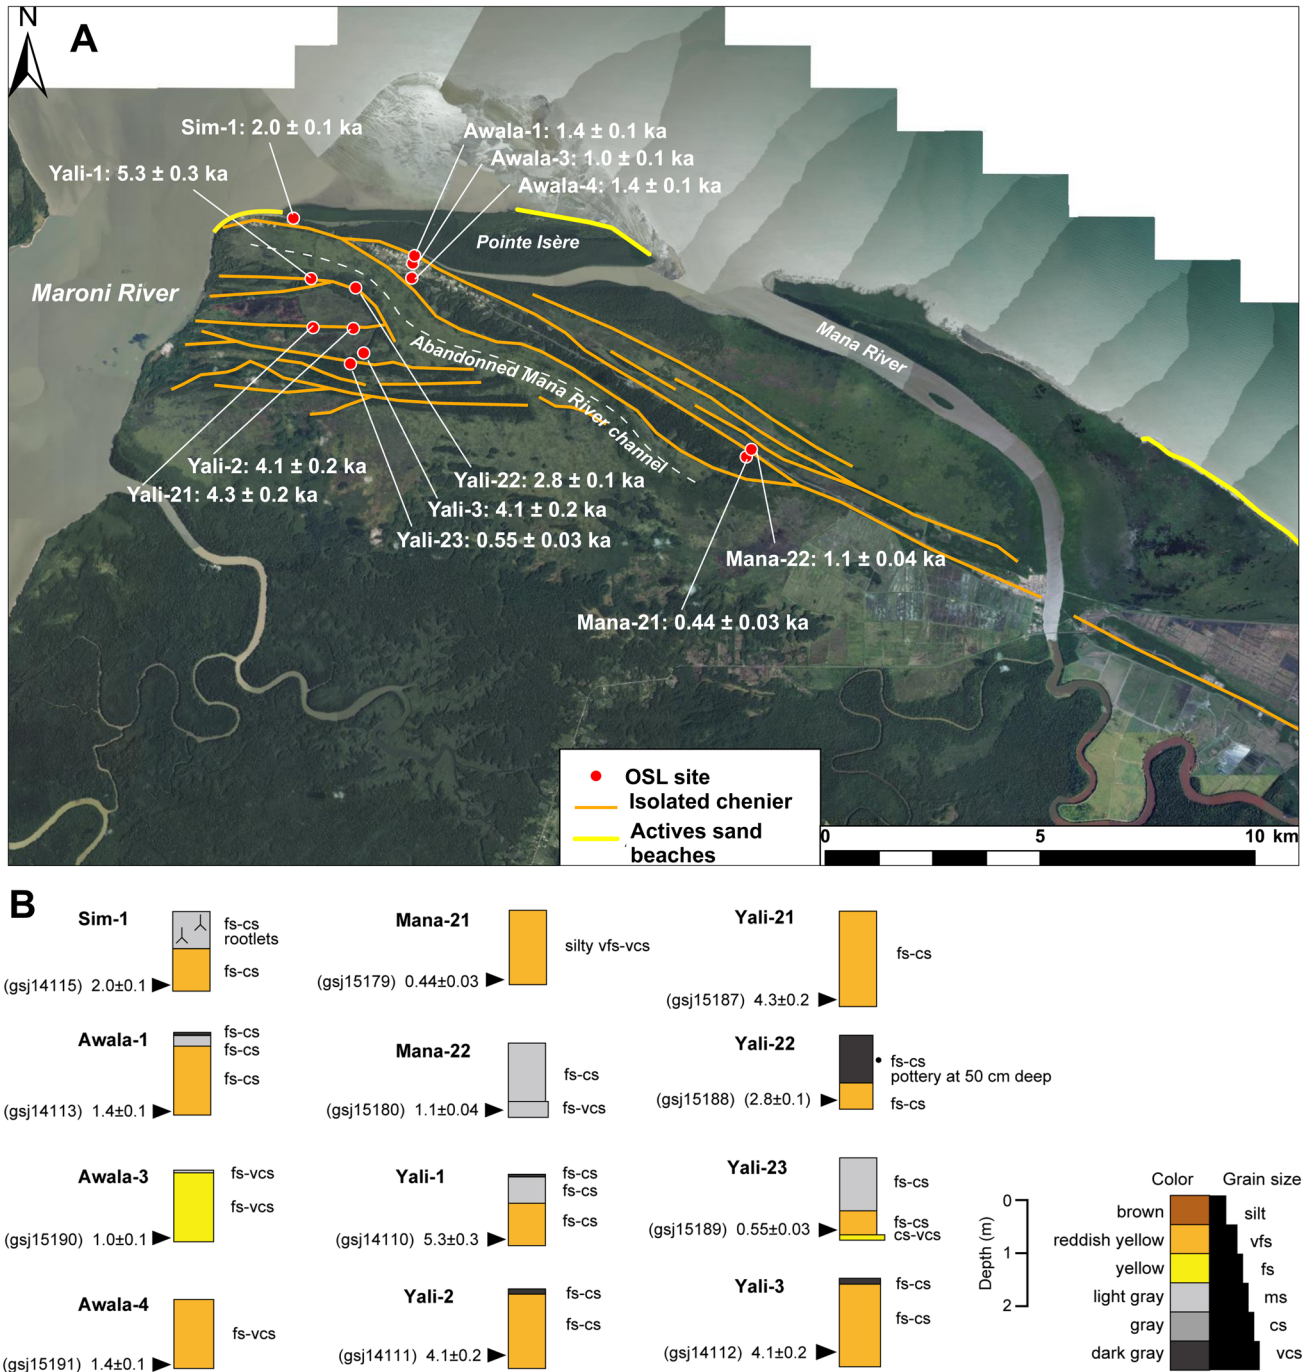 N
A
Sim-1: 2.0 ± 0.1 ka
Awala-1: 1.4 ± 0.1 ka
Awala-3: 1.0 ± 0.1 ka
Yali-1: 5.3 ± 0.3 ka
Awala-4: 1.4 ± 0.1 ka
Pointe Isère
Maroni River
Mana River
Abandonned Mana River channel
Yali-2: 4.1 ± 0.2 ka
Yali-21: 4.3 ± 0.2 ka
Yali-22: 2.8 ± 0.1 ka
Yali-3: 4.1 ± 0.2 ka
Yali-23: 0.55 ± 0.03 ka
Mana-22: 1.1 ± 0.04 ka
Mana-21: 0.44 ± 0.03 ka
OSL site
Isolated chenier
Actives sand
beaches
0 5 10 km
B
Sim-1
fs-cs
rootlets
fs-cs
(gsj14115) 2.0±0.1
Awala-1
fs-cs
fs-cs
fs-cs
(gsj14113) 1.4±0.1
Awala-3
fs-vcs
fs-vcs
(gsj15190) 1.0±0.1
Awala-4
fs-vcs
(gsj15191) 1.4±0.1
Mana-21
silty vfs-vcs
(gsj15179) 0.44±0.03
Mana-22
fs-cs
(gsj15180) 1.1±0.04
fs-vcs
Yali-1
fs-cs
fs-cs
fs-cs
(gsj14110) 5.3±0.3
Yali-2
fs-cs
fs-cs
(gsj14111) 4.1±0.2
Yali-21
fs-cs
(gsj15187) 4.3±0.2
Yali-22
fs-cs
pottery at 50 cm deep
(gsj15188) (2.8±0.1)
fs-cs
Yali-23
fs-cs
fs-cs
(gsj15189) 0.55±0.03
cs-vcs
Yali-3
fs-cs
fs-cs
(gsj14112) 4.1±0.2
Depth (m)
0
1
2
Color Grain size
brown silt
reddish yellow vfs
yellow fs
light gray ms
gray cs
dark gray vcs